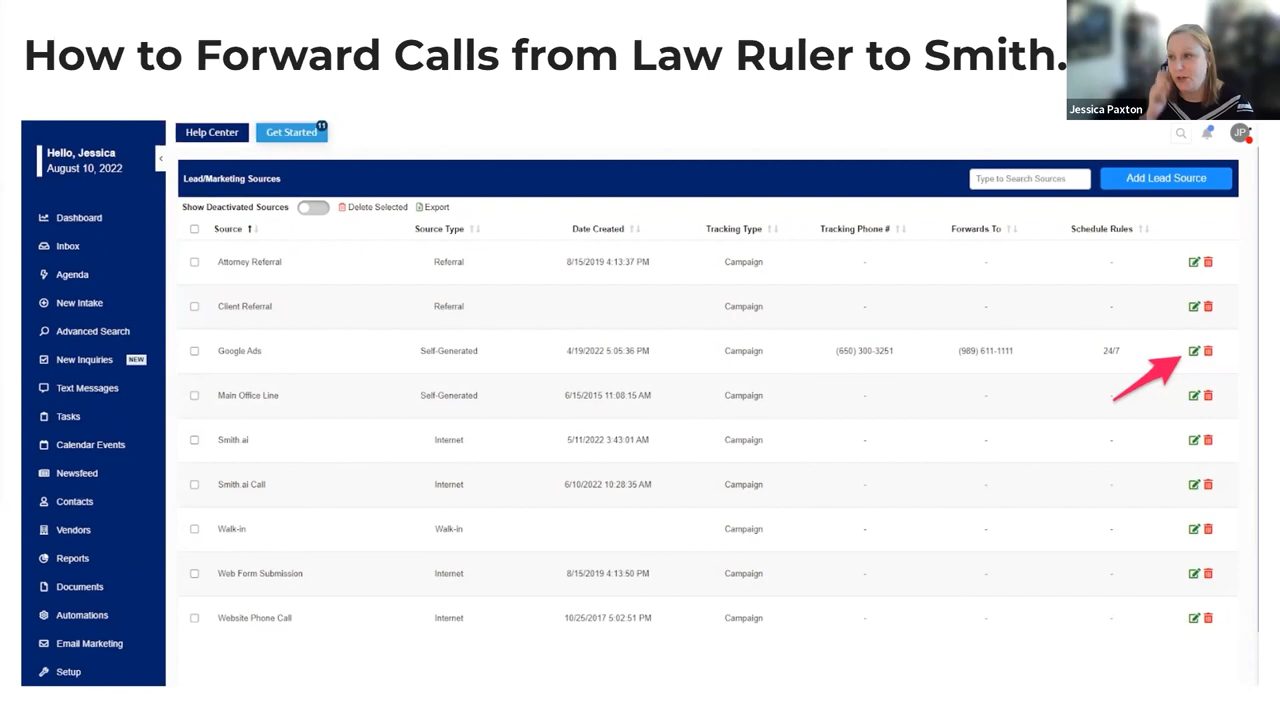 How to Forward Calls from Law Ruler to Smith.
Jessica Paxton
Help Center
Get Started
11
JP
Hello, Jessica
August 10, 2022
Dashboard
Inbox
Agenda
New Intake
Advanced Search
New Inquiries NEW
Text Messages
Tasks
Calendar Events
Newsfeed
Contacts
Vendors
Reports
Documents
Automations
Email Marketing
Setup
Lead/Marketing Sources
Type to Search Sources
Add Lead Source
Show Deactivated Sources Delete Selected Export
Source Source Type Date Created Tracking Type Tracking Phone # Forwards To Schedule Rules
Attorney Referral Referral 8/15/2019 4:13:37 PM Campaign - - -
Client Referral Referral Campaign - - -
Google Ads Self-Generated 4/19/2022 5:05:36 PM Campaign (650) 300-3251 (989) 611-1111 24/7
Main Office Line Self-Generated 6/15/2015 11:08:15 AM Campaign - - -
Smith.ai Internet 5/11/2022 3:43:01 AM Campaign - - -
Smith.ai Call Internet 6/10/2022 10:28:35 AM Campaign - - -
Walk-in Walk-in Campaign - - -
Web Form Submission Internet 8/15/2019 4:13:50 PM Campaign - - -
Website Phone Call Internet 10/25/2017 5:02:51 PM Campaign - - -